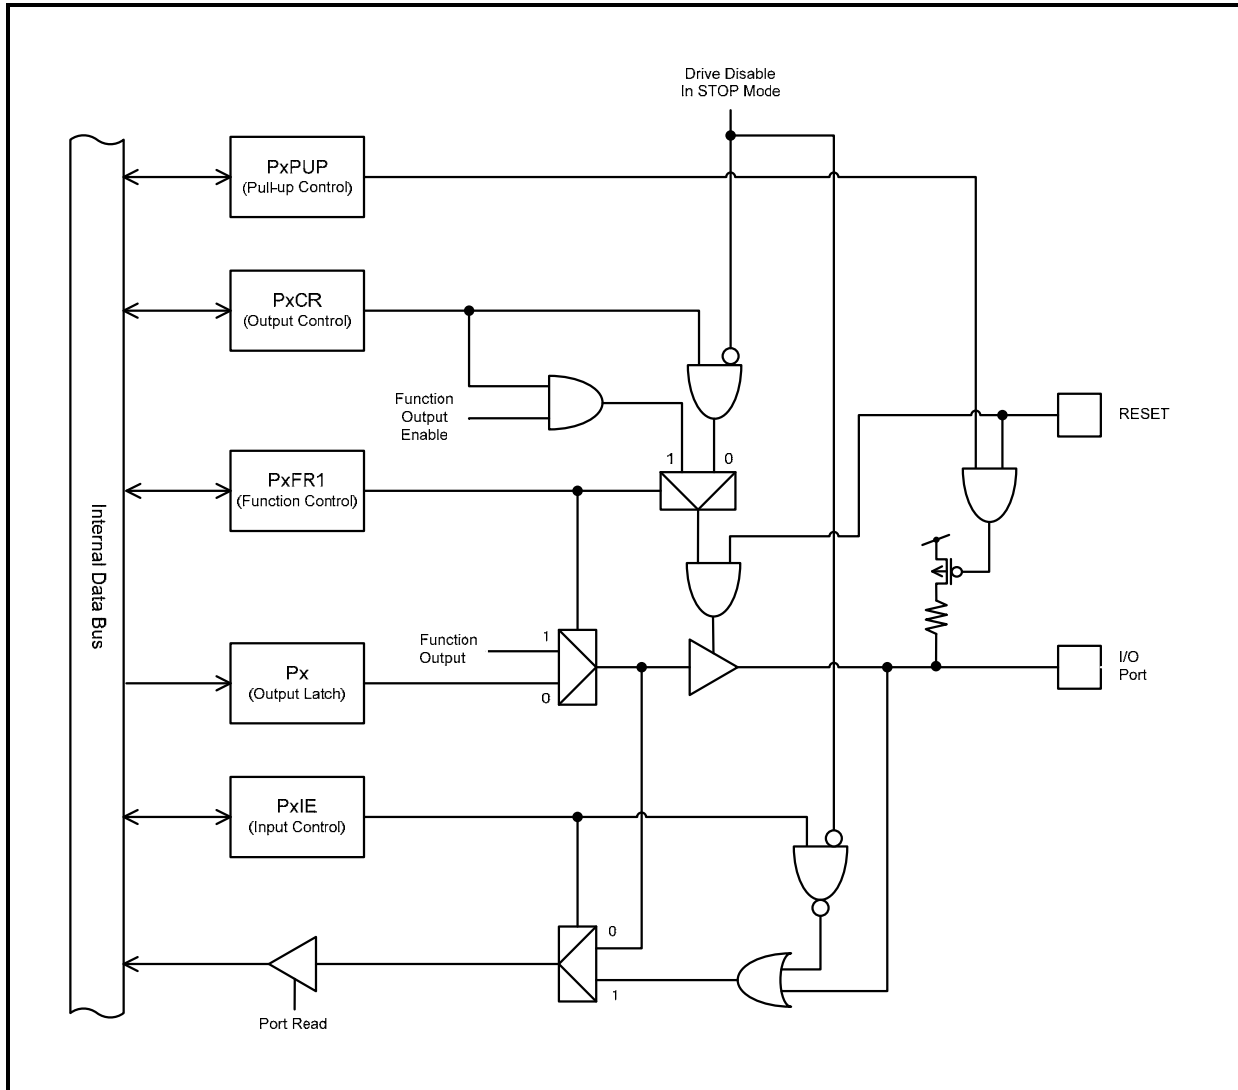 Drive Disable
In STOP Mode
PxPUP
(Pull-up Control)
PxCR
(Output Control)
Function
Output
Enable
RESET
1
0
PxFR1
(Function Control)
Internal Data Bus
1
Function
Output
0
Px
(Output Latch)
I/O
Port
PxIE
(Input Control)
0
1
Port Read